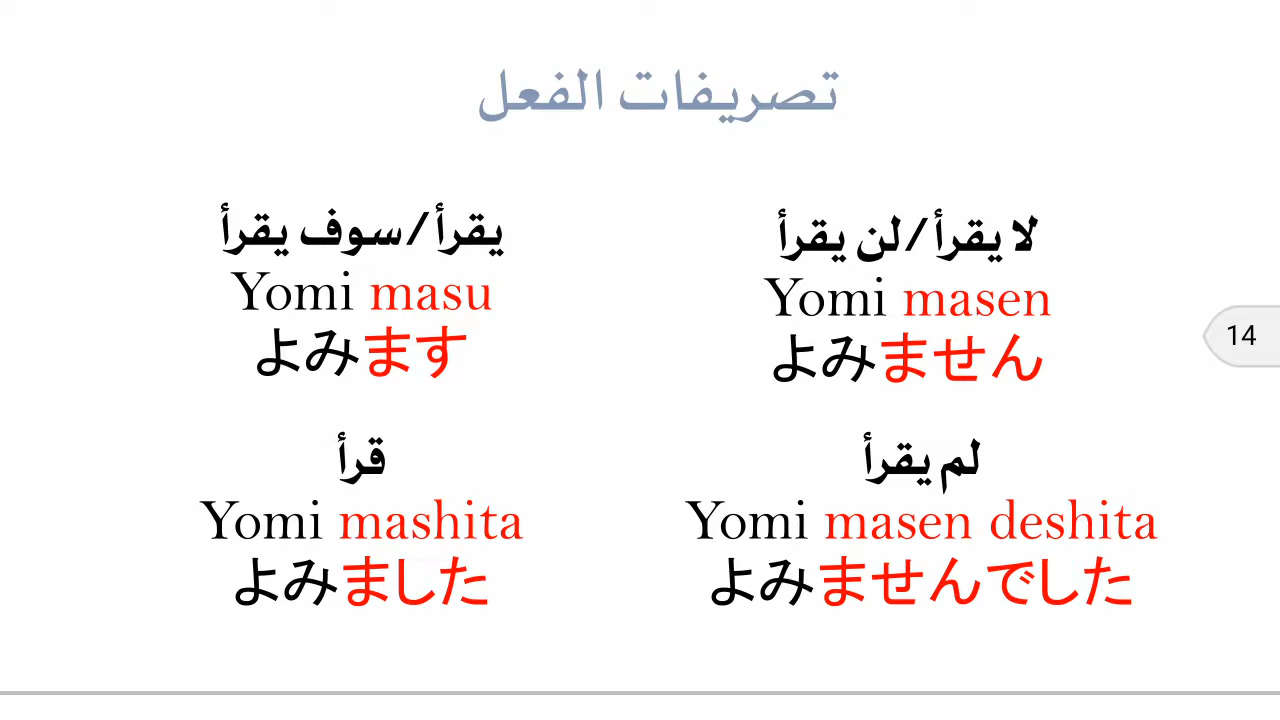 تصريفات الفعل
يقرأ/سوف يقرأ
Yomi masu
よみます
لا يقرأ/لن يقرأ
Yomi masen
よみません
قرأ
Yomi mashita
よみました
لم يقرأ
Yomi masen deshita
よみませんでした
14